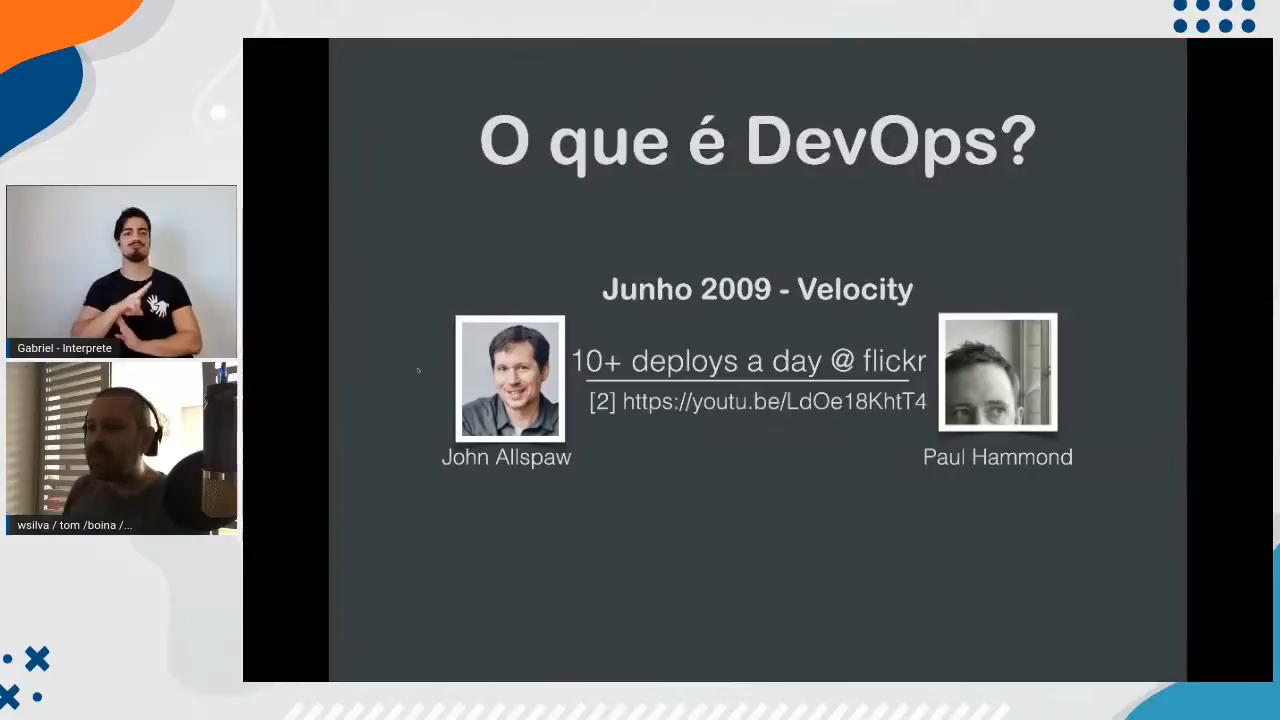 O que é DevOps?
Junho 2009 - Velocity
10+ deploys a day @ flickr
[2] https://youtu.be/LdOe18KhtT4
John Allspaw
Paul Hammond
Gabriel - Interprete
wsilva / tom /boina /...